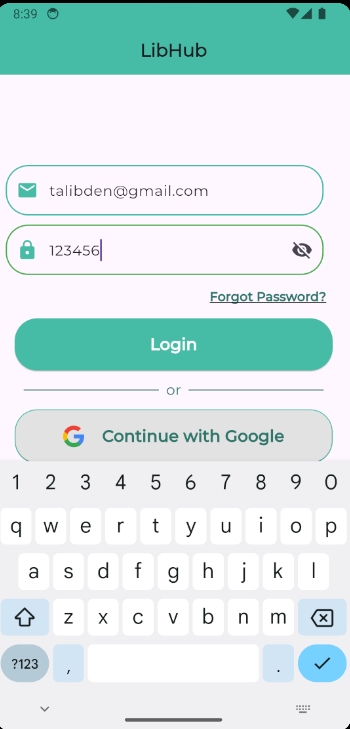 8:39
LibHub
talibden@gmail.com
123456
Forgot Password?
Login
or
Continue with Google
1 2 3 4 5 6 7 8 9 0
q w e r t y u i o p
a s d f g h j k l
z x c v b n m
?123 , .